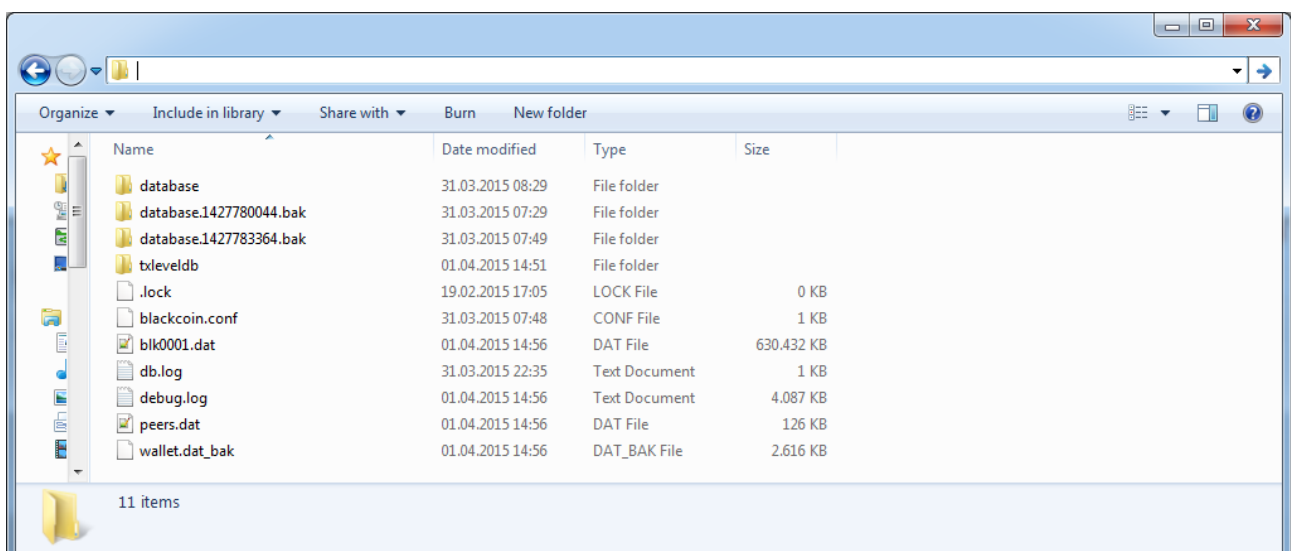 Organize Include in library Share with Burn New folder
Name Date modified Type Size
database 31.03.2015 08:29 File folder
database.1427780044.bak 31.03.2015 07:29 File folder
database.1427783364.bak 31.03.2015 07:49 File folder
txleveldb 01.04.2015 14:51 File folder
.lock 19.02.2015 17:05 LOCK File 0 KB
blackcoin.conf 31.03.2015 07:48 CONF File 1 KB
blk0001.dat 01.04.2015 14:56 DAT File 630.432 KB
db.log 31.03.2015 22:35 Text Document 1 KB
debug.log 01.04.2015 14:56 Text Document 4.087 KB
peers.dat 01.04.2015 14:56 DAT File 126 KB
wallet.dat_bak 01.04.2015 14:56 DAT_BAK File 2.616 KB
11 items